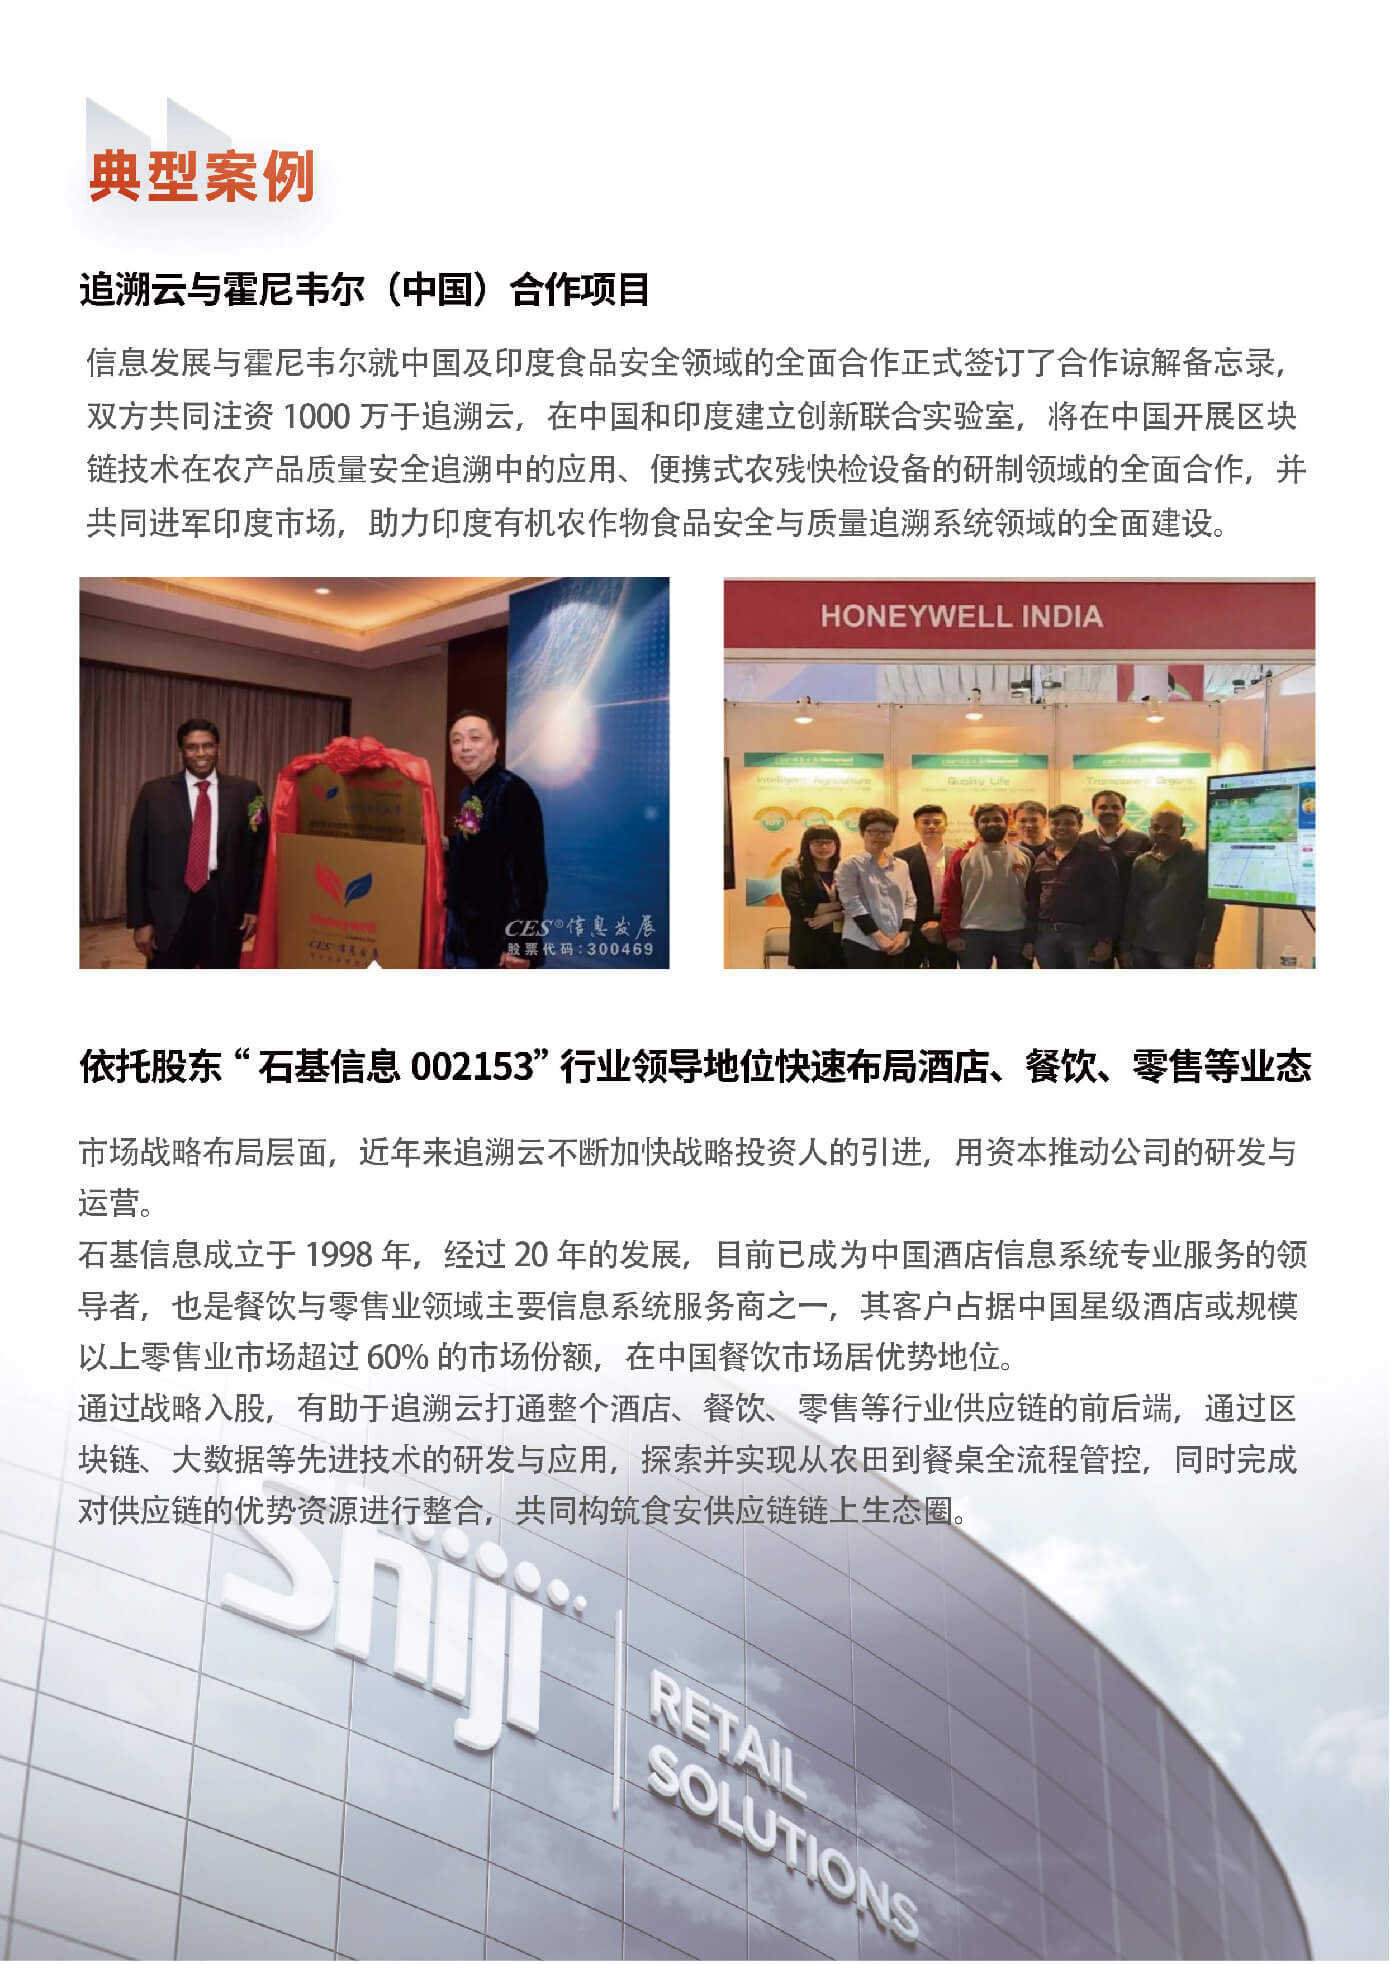 典型案例
追溯云与霍尼韦尔（中国）合作项目
信息发展与霍尼韦尔就中国及印度食品安全领域的全面合作正式签订了合作谅解备忘录，
双方共同注资 1000 万于追溯云，在中国和印度建立创新联合实验室，将在中国开展区块
链技术在农产品质量安全追溯中的应用、便携式农残快检设备的研制领域的全面合作，并
共同进军印度市场，助力印度有机农作物食品安全与质量追溯系统领域的全面建设。
Honeywell
CES 信息发展
CES® 信息发展
股票代码:300469
HONEYWELL INDIA
Intelligent Agriculture
Quality Life
Transparent Organic
IOT
依托股东“ 石基信息 002153” 行业领导地位快速布局酒店、餐饮、零售等业态
市场战略布局层面，近年来追溯云不断加快战略投资人的引进，用资本推动公司的研发与
运营。
石基信息成立于 1998 年，经过 20 年的发展，目前已成为中国酒店信息系统专业服务的领
导者，也是餐饮与零售业领域主要信息系统服务商之一，其客户占据中国星级酒店或规模
以上零售业市场超过 60% 的市场份额，在中国餐饮市场居优势地位。
通过战略入股，有助于追溯云打通整个酒店、餐饮、零售等行业供应链的前后端，通过区
块链、大数据等先进技术的研发与应用，探索并实现从农田到餐桌全流程管控，同时完成
对供应链的优势资源进行整合，共同构筑食安供应链链上生态圈。
Shiji
RETAIL
SOLUTIONS